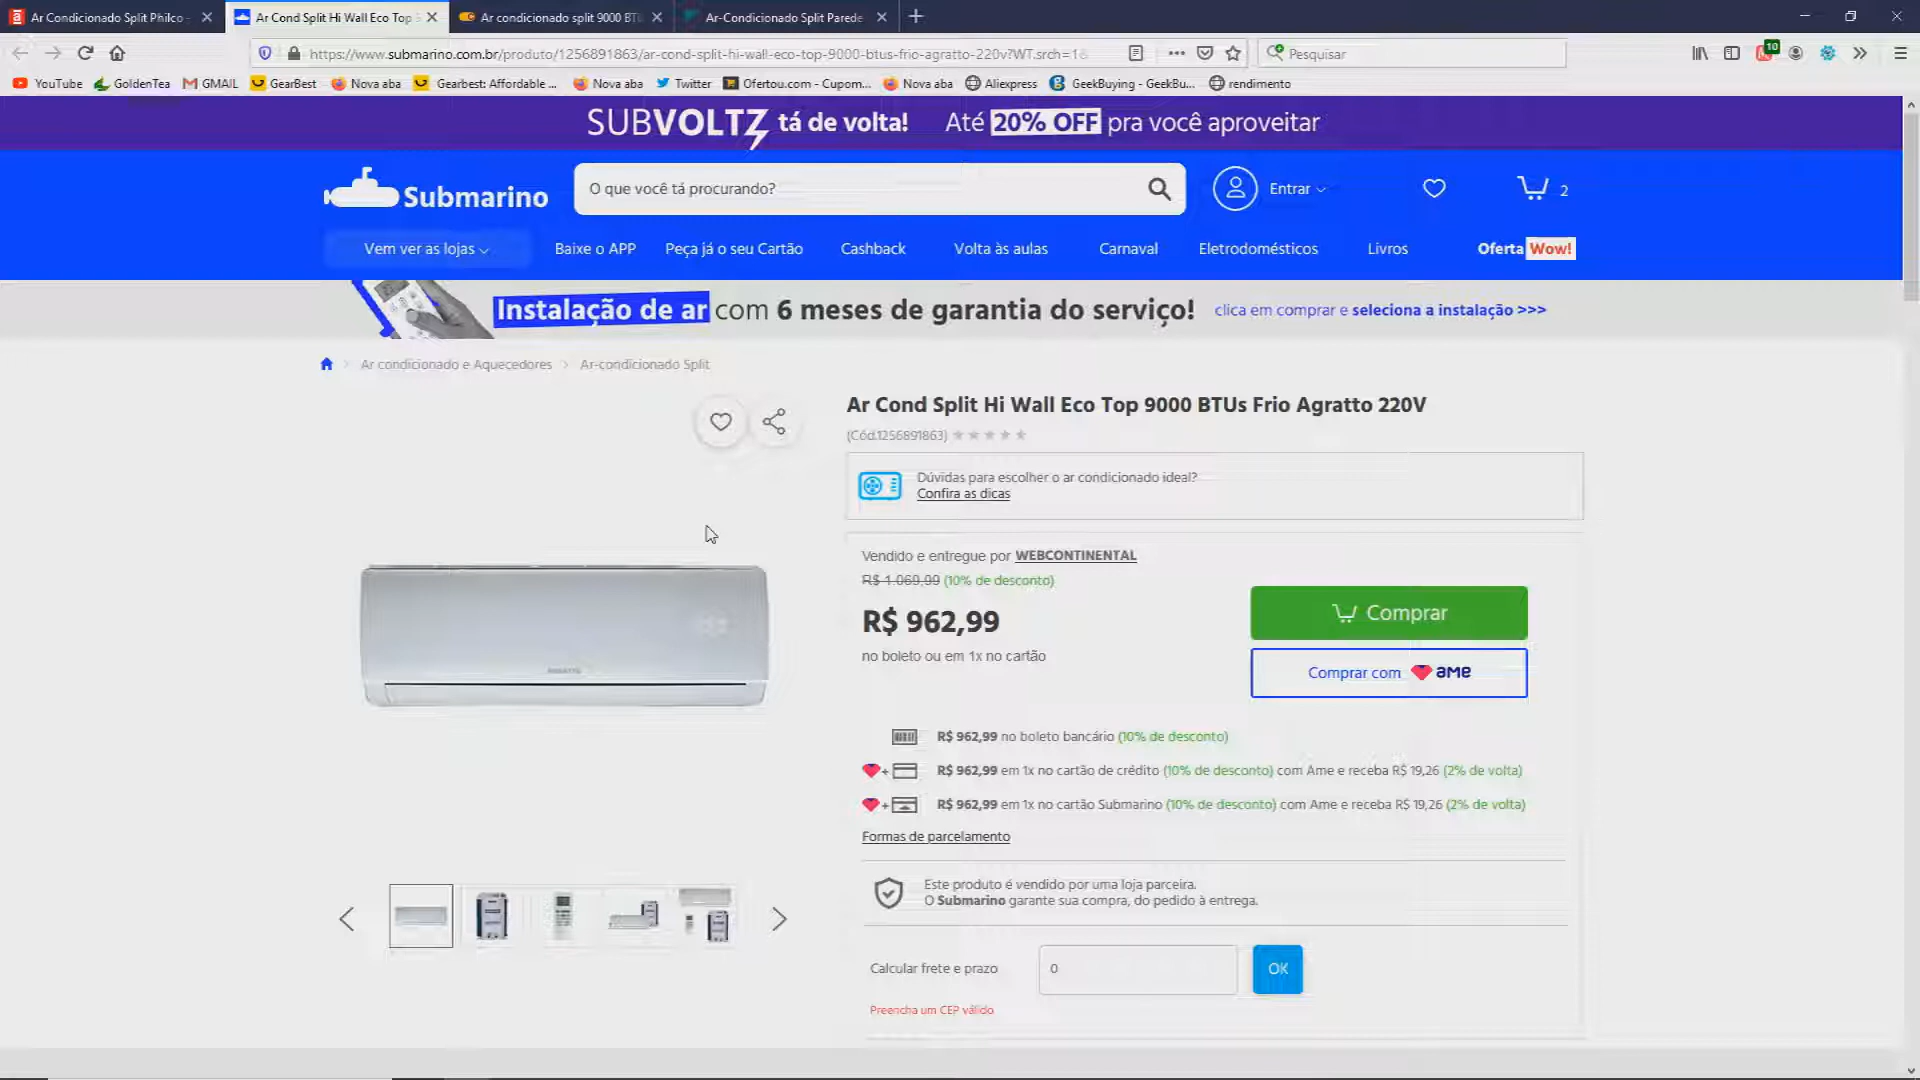 Ar Condicionado Split Philco -
Ar Cond Split Hi Wall Eco Top
Ar condicionado split 9000 BTU
Ar-Condicionado Split Parede
https://www.submarino.com.br/produto/1256891863/ar-cond-split-hi-wall-eco-top-9000-btus-frio-agratto-220v?WT.srch=1&
Pesquisar
10
YouTube
GoldenTea
GMAIL
GearBest
Nova aba
Gearbest: Affordable ...
Nova aba
Twitter
Ofertou.com - Cupom...
Nova aba
Aliexpress
GeekBuying - GeekBu...
rendimento
SUBVOLTZ tá de volta! Até 20% OFF pra você aproveitar
Submarino
O que você tá procurando?
Entrar
2
Vem ver as lojas
Baixe o APP
Peça já o seu Cartão
Cashback
Volta às aulas
Carnaval
Eletrodomésticos
Livros
Oferta Wow!
Instalação de ar com 6 meses de garantia do serviço! clica em comprar e seleciona a instalação >>>
Ar condicionado e Aquecedores > Ar-condicionado Split
Ar Cond Split Hi Wall Eco Top 9000 BTUs Frio Agratto 220V
(Cód.1256891863)
Dúvidas para escolher o ar condicionado ideal?
Confira as dicas
Vendido e entregue por WEBCONTINENTAL
R$ 1.069,99 (10% de desconto)
R$ 962,99
no boleto ou em 1x no cartão
Comprar
Comprar com ame
R$ 962,99 no boleto bancário (10% de desconto)
R$ 962,99 em 1x no cartão de crédito (10% de desconto) com Ame e receba R$ 19,26 (2% de volta)
R$ 962,99 em 1x no cartão Submarino (10% de desconto) com Ame e receba R$ 19,26 (2% de volta)
Formas de parcelamento
Este produto é vendido por uma loja parceira.
O Submarino garante sua compra, do pedido à entrega.
Calcular frete e prazo
0
OK
Preencha um CEP válido